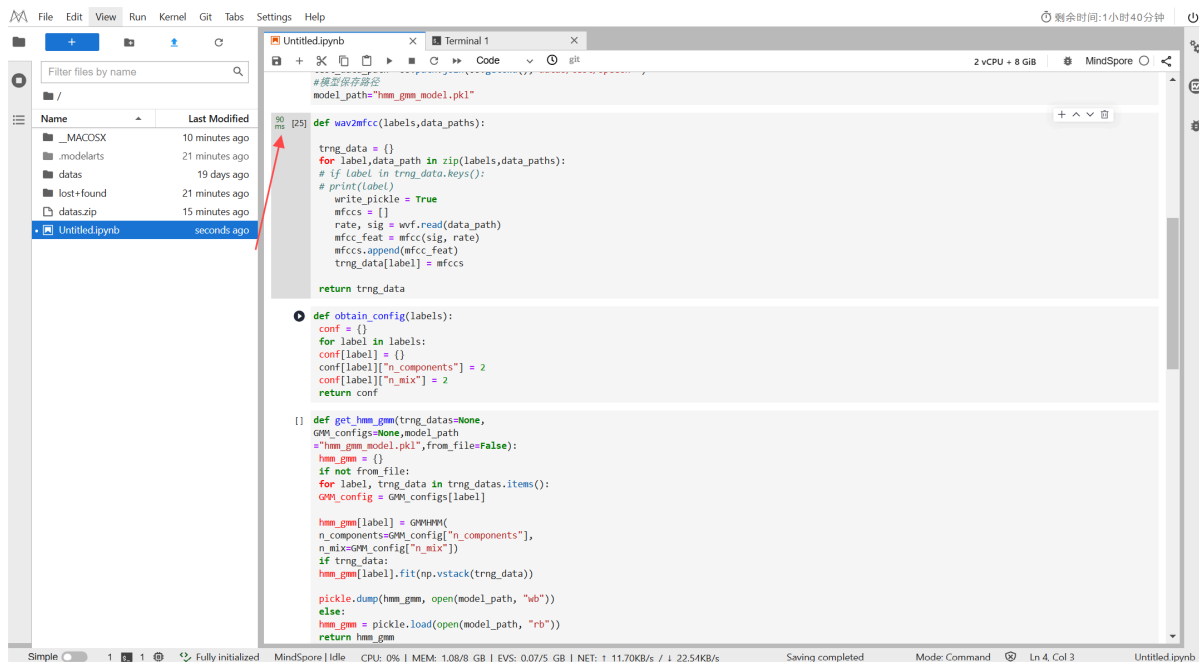 File Edit View Run Kernel Git Tabs Settings Help
剩余时间:1小时40分钟
Filter files by name
/
Name Last Modified
__MACOSX 10 minutes ago
.modelarts 21 minutes ago
datas 19 days ago
lost+found 21 minutes ago
datas.zip 15 minutes ago
Untitled.ipynb seconds ago
Untitled.ipynb
Terminal 1
Code
git
2 vCPU + 8 GiB
MindSpore
#模型保存路径
model_path="hmm_gmm_model.pkl"
90
ms
[25]
def wav2mfcc(labels,data_paths):
trng_data = {}
for label,data_path in zip(labels,data_paths):
# if label in trng_data.keys():
# print(label)
write_pickle = True
mfccs = []
rate, sig = wvf.read(data_path)
mfcc_feat = mfcc(sig, rate)
mfccs.append(mfcc_feat)
trng_data[label] = mfccs
return trng_data
def obtain_config(labels):
conf = {}
for label in labels:
conf[label] = {}
conf[label]["n_components"] = 2
conf[label]["n_mix"] = 2
return conf
[ ]
def get_hmm_gmm(trng_datas=None,
GMM_configs=None,model_path
="hmm_gmm_model.pkl",from_file=False):
hmm_gmm = {}
if not from_file:
for label, trng_data in trng_datas.items():
GMM_config = GMM_configs[label]
hmm_gmm[label] = GMMHMM(
n_components=GMM_config["n_components"],
n_mix=GMM_config["n_mix"])
if trng_data:
hmm_gmm[label].fit(np.vstack(trng_data))
pickle.dump(hmm_gmm, open(model_path, "wb"))
else:
hmm_gmm = pickle.load(open(model_path, "rb"))
return hmm_gmm
Simple 1 1 Fully initialized MindSpore | Idle CPU: 0% | MEM: 1.08/8 GB | EVS: 0.07/5 GB | NET: ↑ 11.70KB/s / ↓ 22.54KB/s Saving completed Mode: Command Ln 4, Col 3 Untitled.ipynb